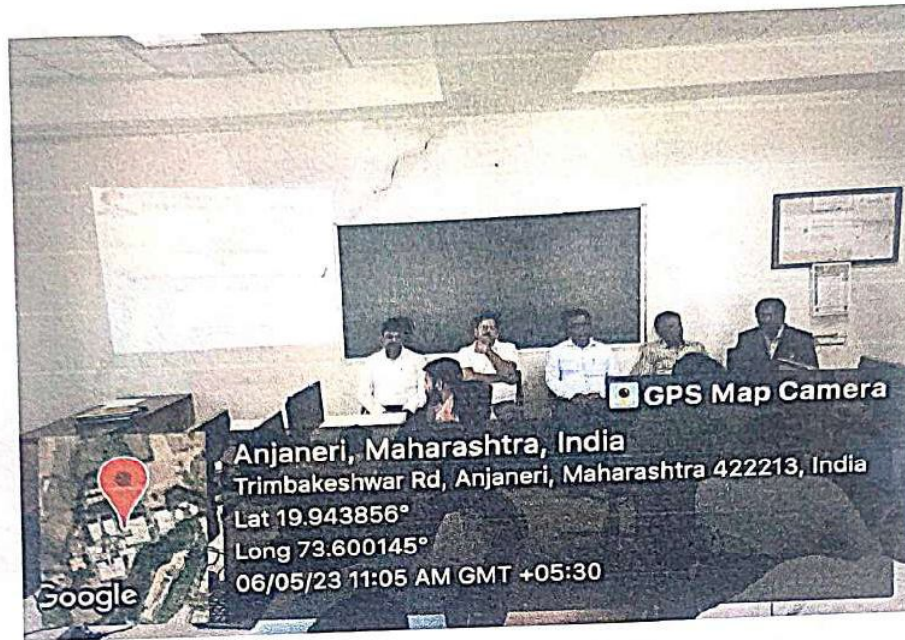 GPS Map Camera
Anjaneri, Maharashtra, India
Trimbakeshwar Rd, Anjaneri, Maharashtra 422213, India
Lat 19.943856°
Long 73.600145°
06/05/23 11:05 AM GMT +05:30
Google